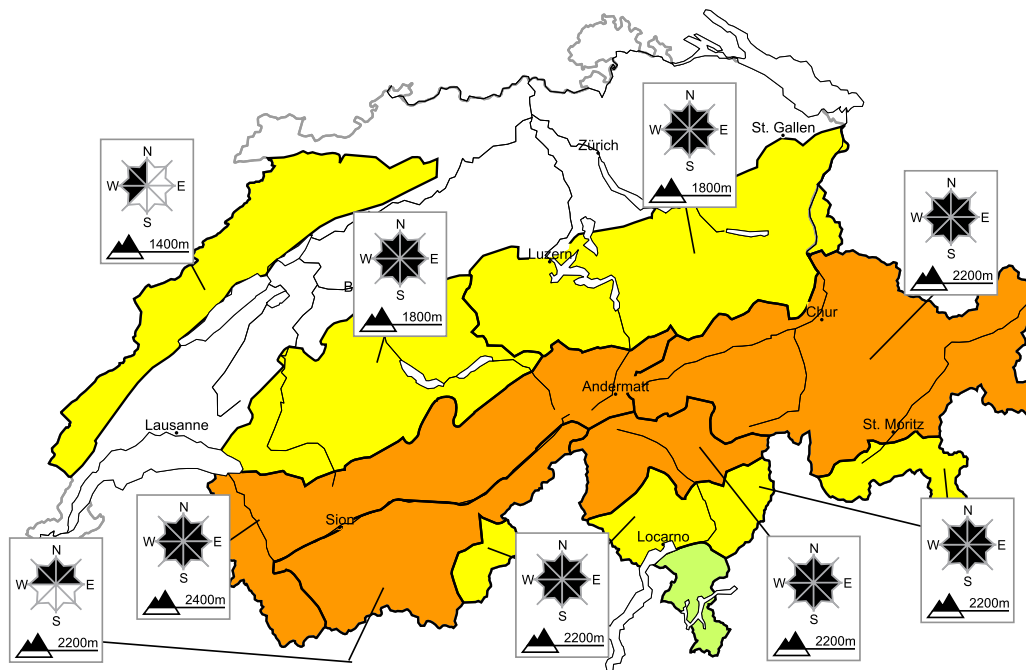 N
W E
S
1800m
St. Gallen
Zürich
N
W E
S
1400m
N
W E
S
2200m
N
W E
S
1800m
Luzern
B
Chur
Andermatt
Lausanne
St. Moritz
N
W E
S
2400m
Sion
N
W E
S
2200m
Locarno
N
W E
S
2200m
N
W E
S
2200m
N
W E
S
2200m